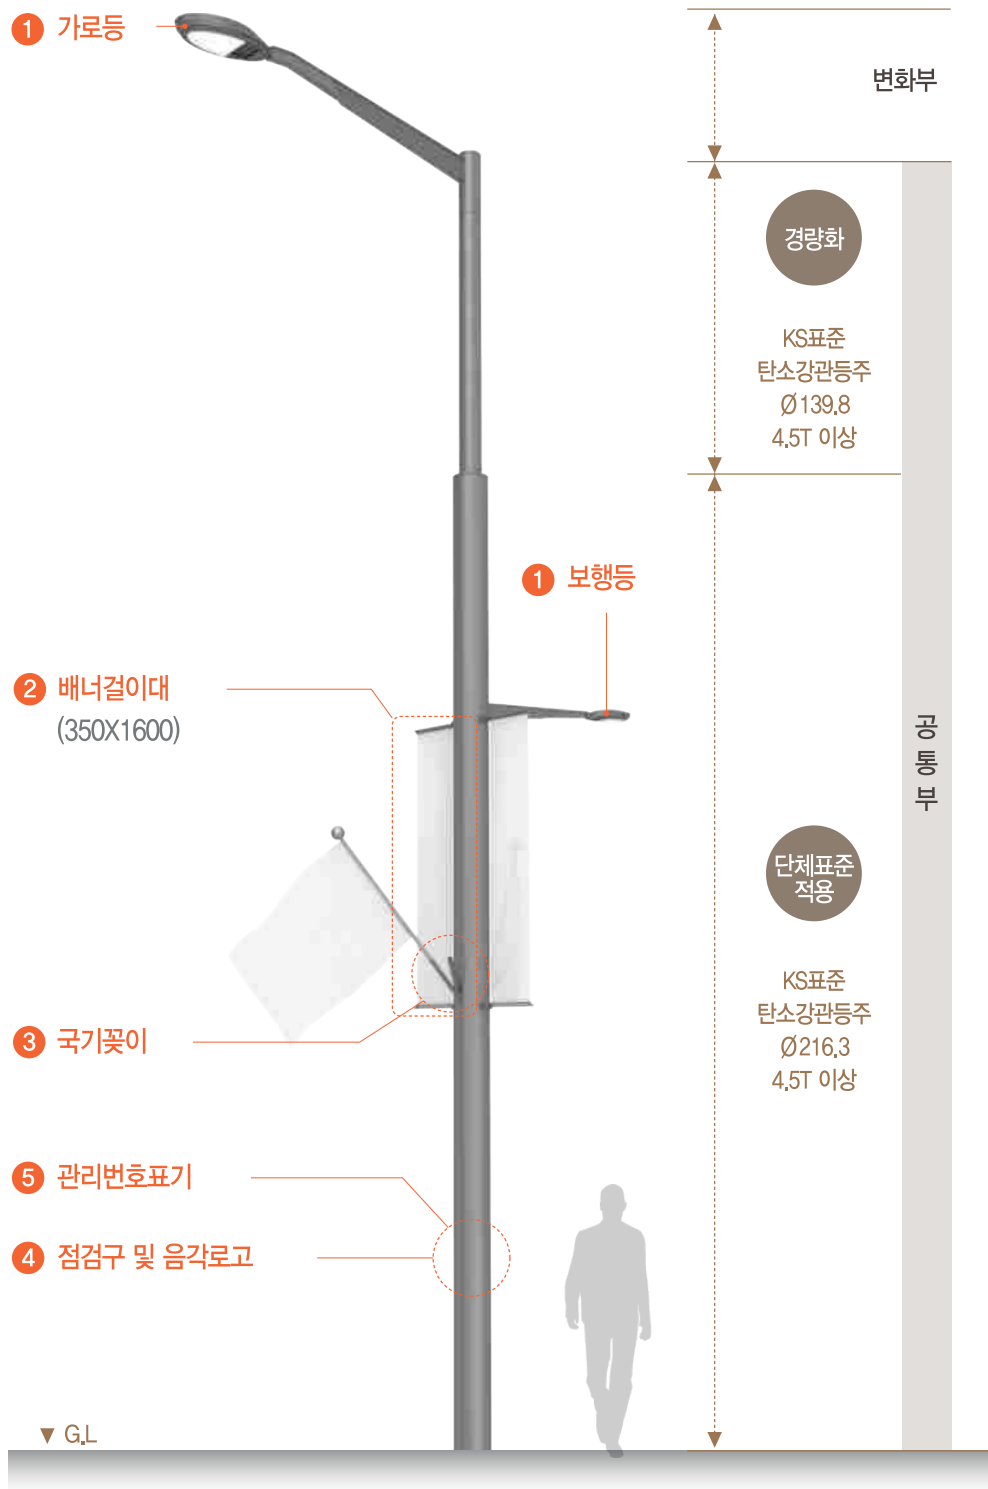 1 가로등
변화부
경량화
KS표준
탄소강관등주
Ø139.8
4.5T 이상
1 보행등
2 배너걸이대
(350X1600)
공통부
단체표준
적용
KS표준
탄소강관등주
Ø216.3
4.5T 이상
3 국기꽂이
5 관리번호표기
4 점검구 및 음각로고
▼ G.L